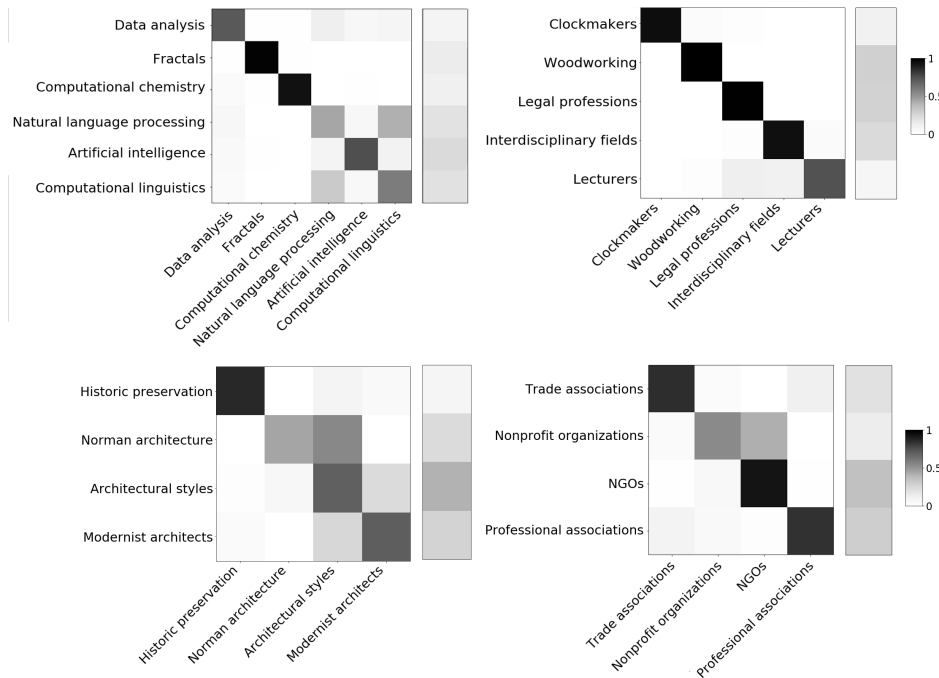 Data analysis
Fractals
Computational chemistry
Natural language processing
Artificial intelligence
Computational linguistics
Data analysis
Fractals
Computational chemistry
Natural language processing
Artificial intelligence
Computational linguistics
Clockmakers
Woodworking
Legal professions
Interdisciplinary fields
Lecturers
Clockmakers
Woodworking
Legal professions
Interdisciplinary fields
Lecturers
1
0.5
0
Historic preservation
Norman architecture
Architectural styles
Modernist architects
Historic preservation
Norman architecture
Architectural styles
Modernist architects
Trade associations
Nonprofit organizations
NGOs
Professional associations
Trade associations
Nonprofit organizations
NGOs
Professional associations
1
0.5
0